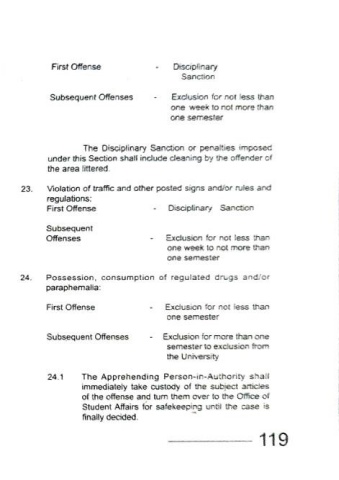 First Offense - Disciplinary
Sanction
Subsequent Offenses - Exclusion for not less than
one week to not more than
one semester
The Disciplinary Sanction or penalties imposed
under this Section shall include cleaning by the offender of
the area littered.
23. Violation of traffic and other posted signs and/or rules and
regulations:
First Offense - Disciplinary Sanction
Subsequent
Offenses - Exclusion for not less than
one week to not more than
one semester
24. Possession, consumption of regulated drugs and/or
paraphernalia:
First Offense - Exclusion for not less than
one semester
Subsequent Offenses - Exclusion for more than one
semester to exclusion from
the University
24.1 The Apprehending Person-in-Authority shall
immediately take custody of the subject articles
of the offense and turn them over to the Office of
Student Affairs for safekeeping until the case is
finally decided.
119